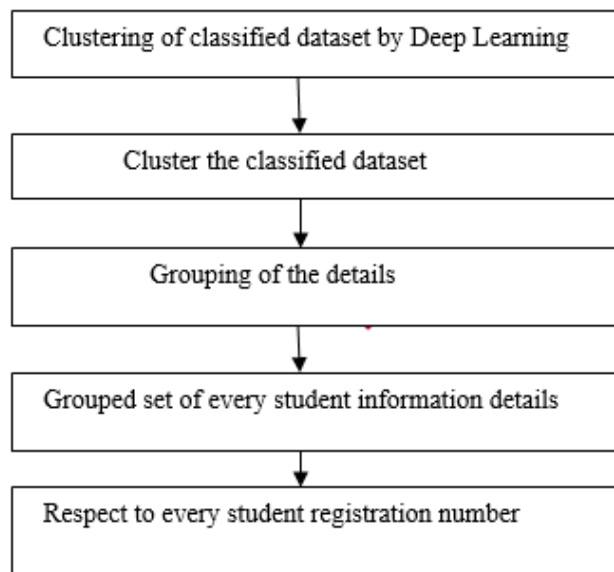 Clustering of classified dataset by Deep Learning
Cluster the classified dataset
Grouping of the details
Grouped set of every student information details
Respect to every student registration number